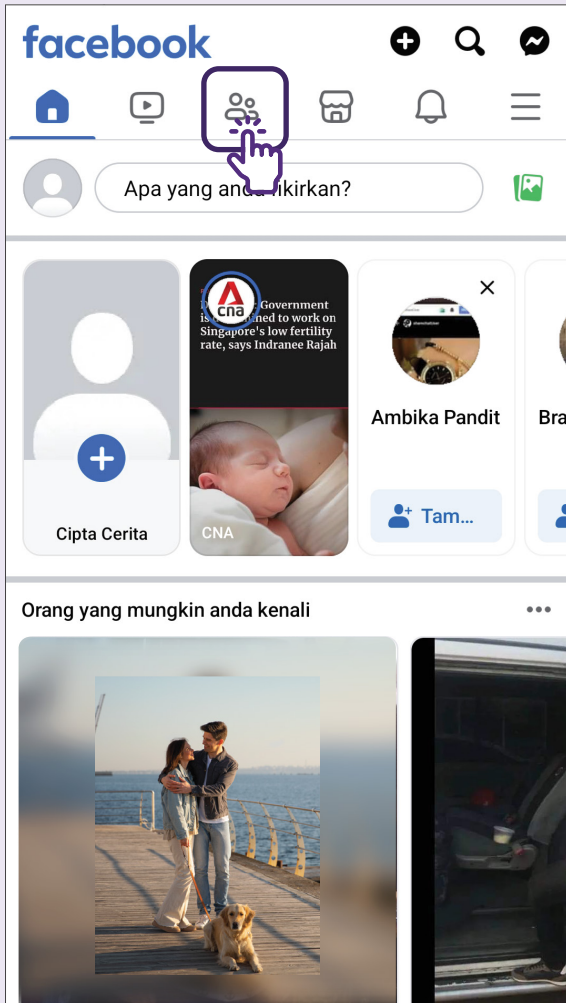 facebook
Apa yang anda fikirkan?
Government
to work on
Singapore's low fertility
rate, says Indranee Rajah
cna
Ambika Pandit
Bra
Tam...
Cipta Cerita
CNA
Orang yang mungkin anda kenali